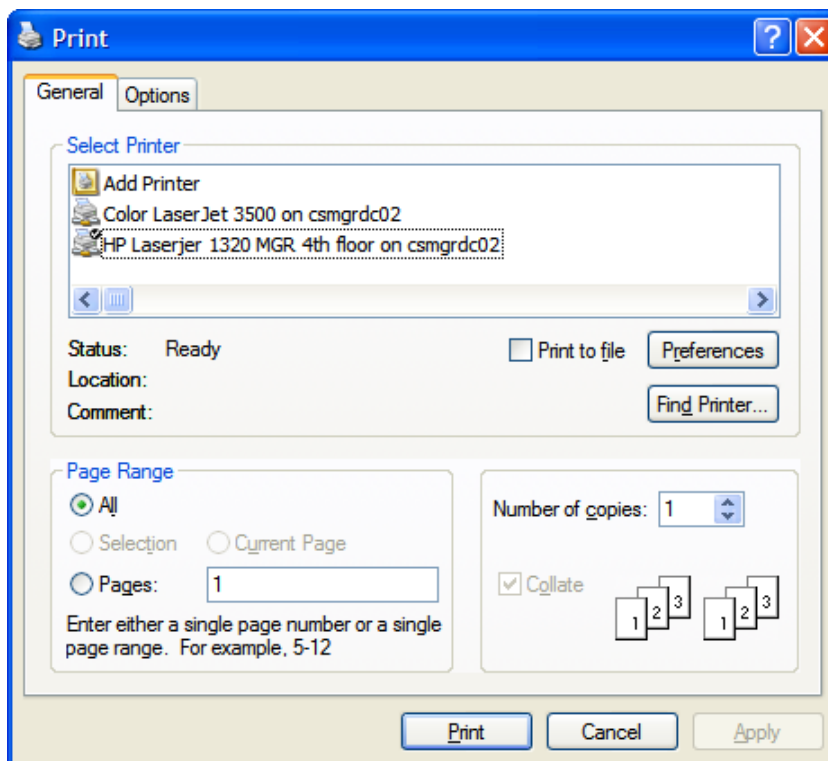 Print
General Options
Select Printer
Add Printer
Color LaserJet 3500 on csmgrdc02
HP Laserjer 1320 MGR 4th floor on csmgrdc02
Status: Ready
Print to file
Preferences
Location:
Comment:
Find Printer...
Page Range
All
Selection Current Page
Pages: 1
Enter either a single page number or a single
page range. For example, 5-12
Number of copies: 1
Collate
1 2 3 1 2 3
Print Cancel Apply